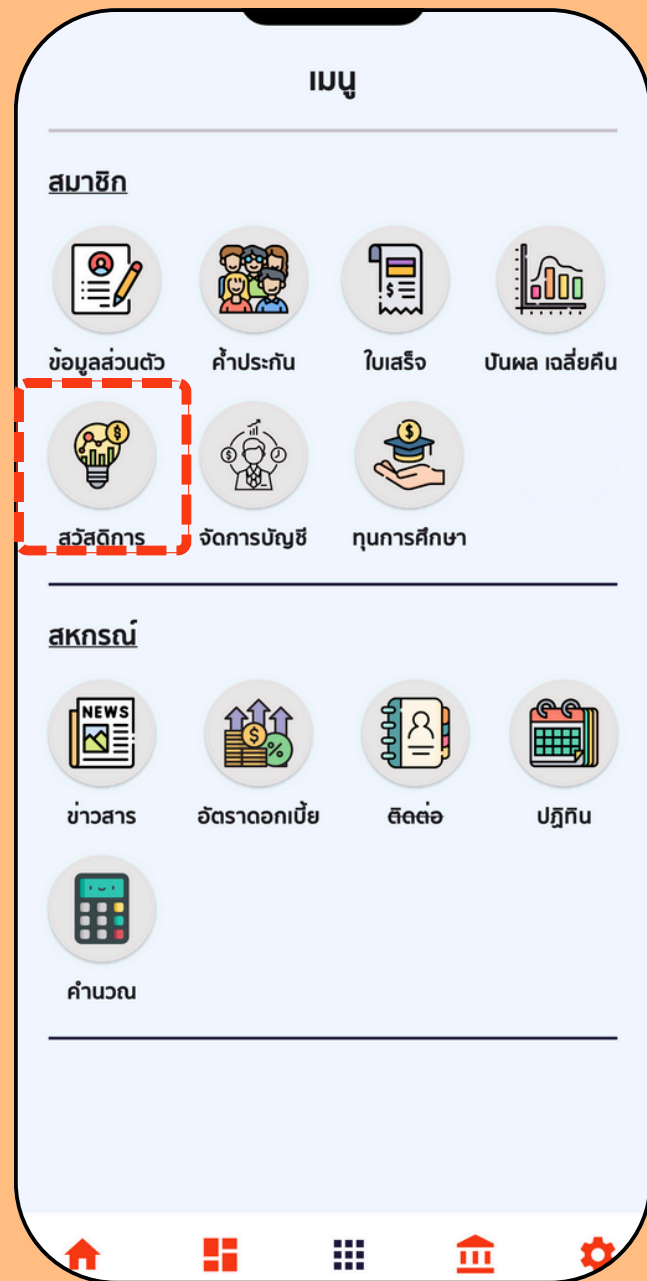 เมนู
สมาชิก
ข้อมูลส่วนตัว ค้ำประกัน ใบเสร็จ ปันผล เฉลี่ยคืน
สวัสดิการ จัดการบัญชี ทุนการศึกษา
สหกรณ์
NEWS
ข่าวสาร อัตราดอกเบี้ย ติดต่อ ปฏิทิน
คำนวณ